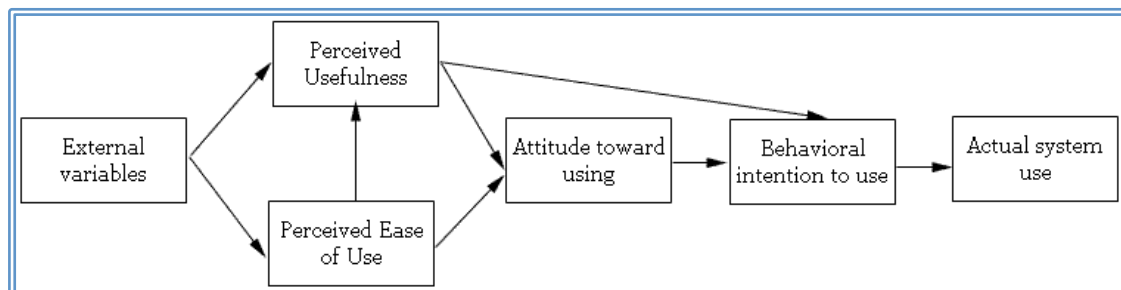 Perceived
Usefulness
External
variables
Attitude toward
using
Behavioral
intention to use
Actual system
use
Perceived Ease
of Use